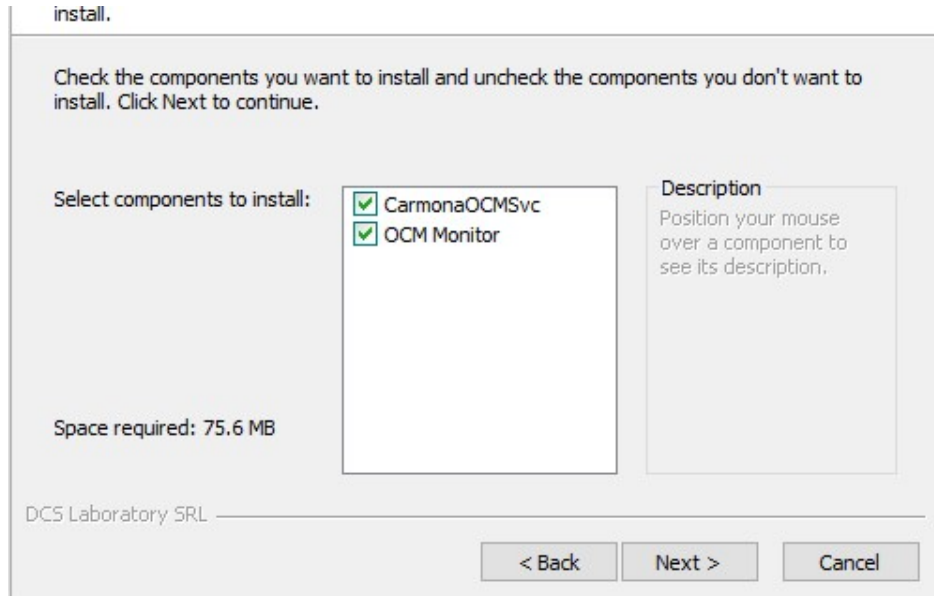 install.
Check the components you want to install and uncheck the components you don't want to
install. Click Next to continue.
Select components to install:
CarmonaOCMSvc
OCM Monitor
Description
Position your mouse
over a component to
see its description.
Space required: 75.6 MB
DCS Laboratory SRL
< Back
Next >
Cancel